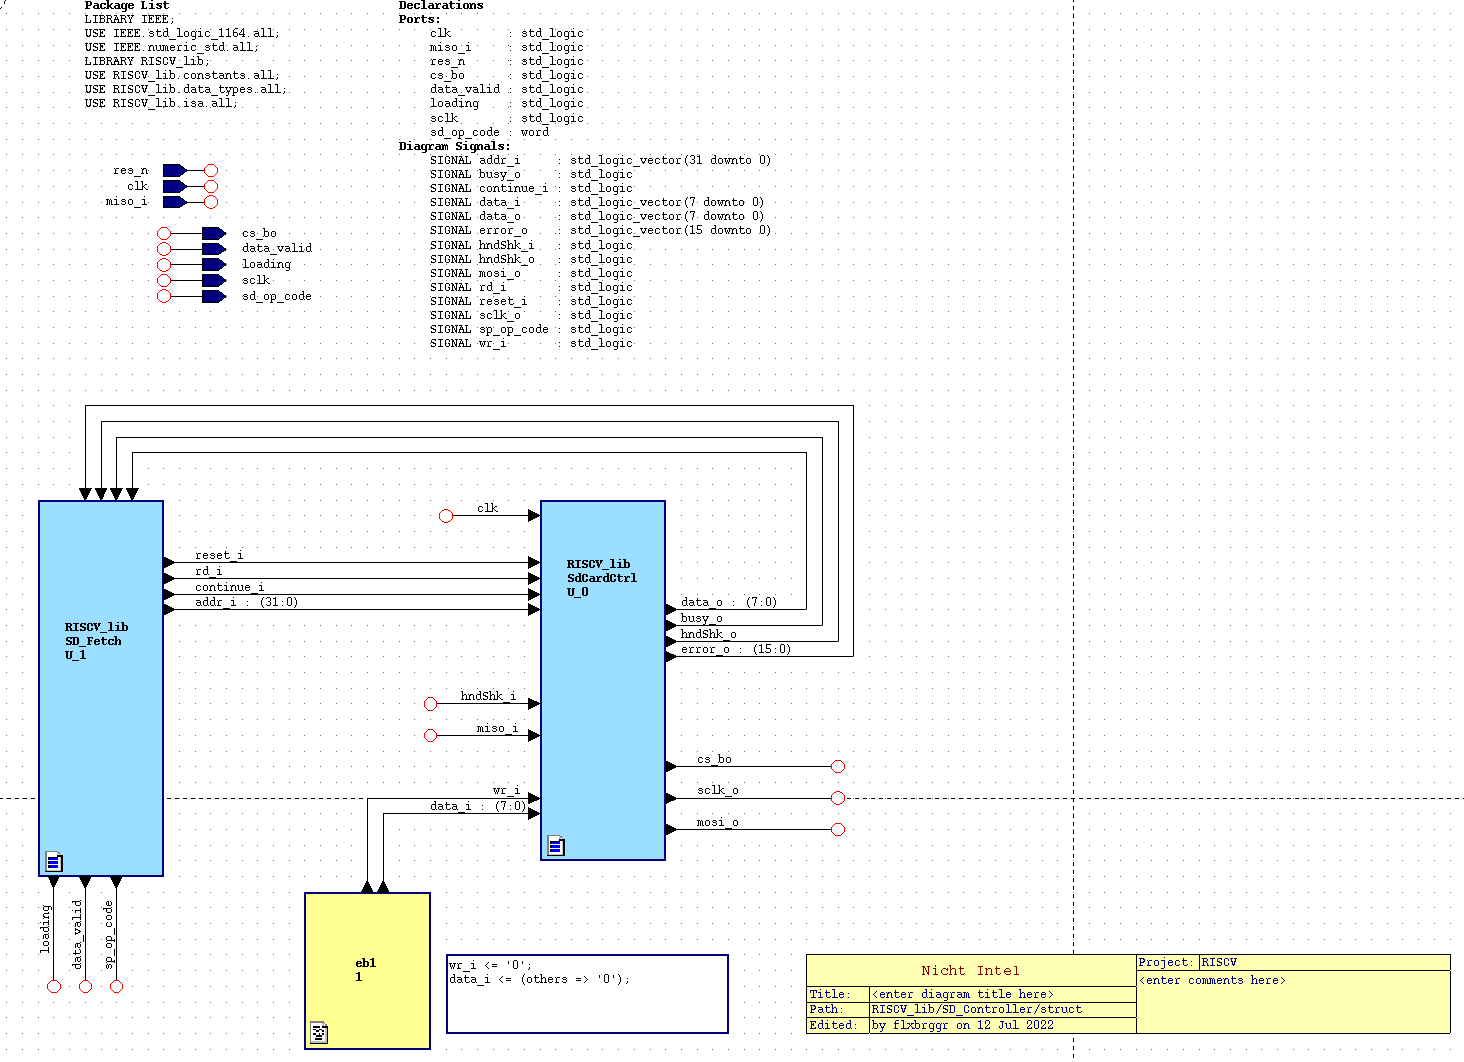 Package List
LIBRARY IEEE;
USE IEEE.std_logic_1164.all;
USE IEEE.numeric_std.all;
LIBRARY RISCV_lib;
USE RISCV_lib.constants.all;
USE RISCV_lib.data_types.all;
USE RISCV_lib.isa.all;
Declarations
Ports:
clk : std_logic
miso_i : std_logic
res_n : std_logic
cs_bo : std_logic
data_valid : std_logic
loading : std_logic
sclk : std_logic
sd_op_code : word
Diagram Signals:
SIGNAL addr_i : std_logic_vector(31 downto 0)
SIGNAL busy_o : std_logic
SIGNAL continue_i : std_logic
SIGNAL data_i : std_logic_vector(7 downto 0)
SIGNAL data_o : std_logic_vector(7 downto 0)
SIGNAL error_o : std_logic_vector(15 downto 0)
SIGNAL hndShk_i : std_logic
SIGNAL hndShk_o : std_logic
SIGNAL mosi_o : std_logic
SIGNAL rd_i : std_logic
SIGNAL reset_i : std_logic
SIGNAL sclk_o : std_logic
SIGNAL sp_op_code : std_logic
SIGNAL wr_i : std_logic
res_n
clk
miso_i
cs_bo
data_valid
loading
sclk
sd_op_code
RISCV_lib
SD_Fetch
U_1
reset_i
rd_i
continue_i
addr_i : (31:0)
clk
hndShk_i
miso_i
wr_i
data_i : (7:0)
RISCV_lib
SdCardCtrl
U_0
data_o : (7:0)
busy_o
hndShk_o
error_o : (15:0)
cs_bo
sclk_o
mosi_o
loading
data_valid
sp_op_code
eb1
1
wr_i <= '0';
data_i <= (others => '0');
Nicht Intel
Title: <enter diagram title here>
Path: RISCV_lib/SD_Controller/struct
Edited: by flxbrggr on 12 Jul 2022
Project: RISCV
<enter comments here>